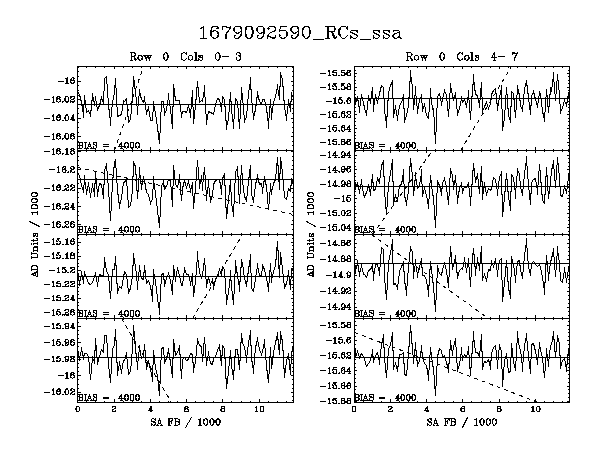 1679092590_RCs_ssa
Row 0 Cols 0- 3
Row 0 Cols 4- 7
-16
-16.02
-16.04
-16.06
BIAS = 4000
-16.18
-16.2
-16.22
-16.24
-16.26
BIAS = 4000
-15.16
-15.18
-15.2
-15.22
-15.24
-15.26
BIAS = 4000
-15.94
-15.96
-15.98
-16
-16.02
BIAS = 4000
AD Units / 1000
0 2 4 6 8 10
SA FB / 1000
-15.56
-15.58
-15.6
-15.62
-15.64
-15.66
BIAS = 4000
-14.94
-14.96
-14.98
-15
-15.02
-15.04
BIAS = 4000
-14.86
-14.88
-14.9
-14.92
-14.94
BIAS = 4000
-15.58
-15.6
-15.62
-15.64
-15.66
-15.68
BIAS = 4000
AD Units / 1000
0 2 4 6 8 10
SA FB / 1000